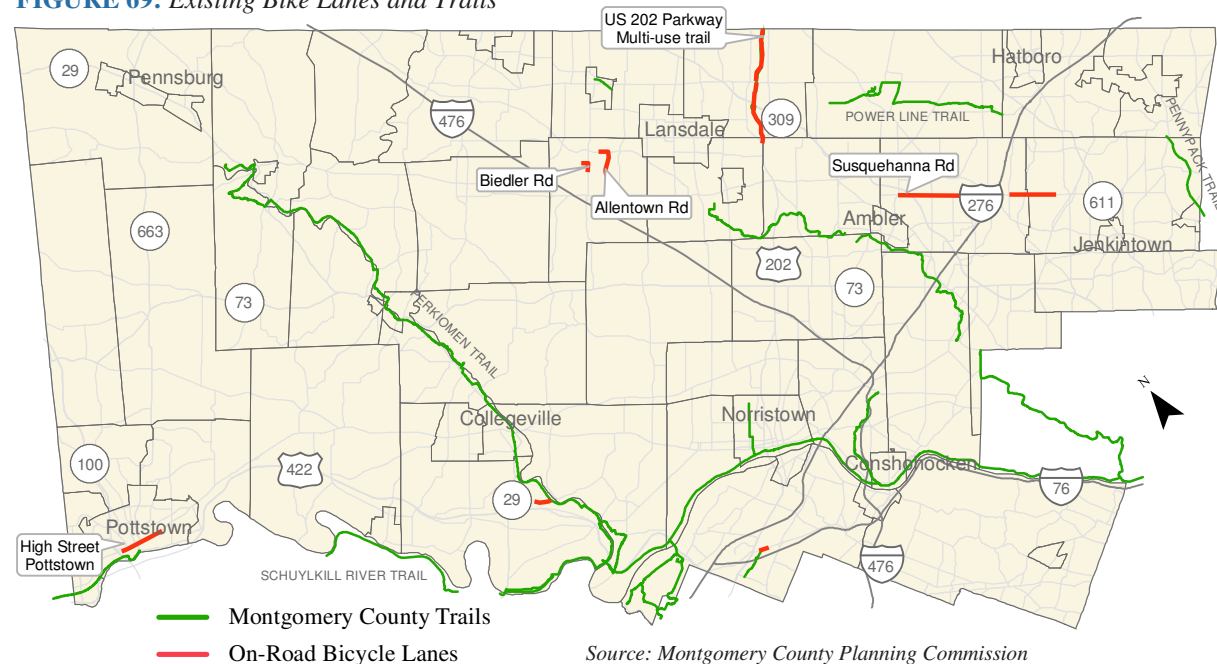 FIGURE 69: Existing Bike Lanes and Trails
US 202 Parkway
Multi-use trail
Hatboro
29
Pennsburg
476
309
POWER LINE TRAIL
Lansdale
PENNYPACK TRAIL
Susquehanna Rd
Biedler Rd
Allentown Rd
276
611
Ambler
663
Jenkintown
202
73
73
PERKIOMEN TRAIL
N
Collegeville
Norristown
100
422
Conshohocken
29
76
Pottstown
High Street
Pottstown
476
SCHUYLKILL RIVER TRAIL
Montgomery County Trails
On-Road Bicycle Lanes
Source: Montgomery County Planning Commission